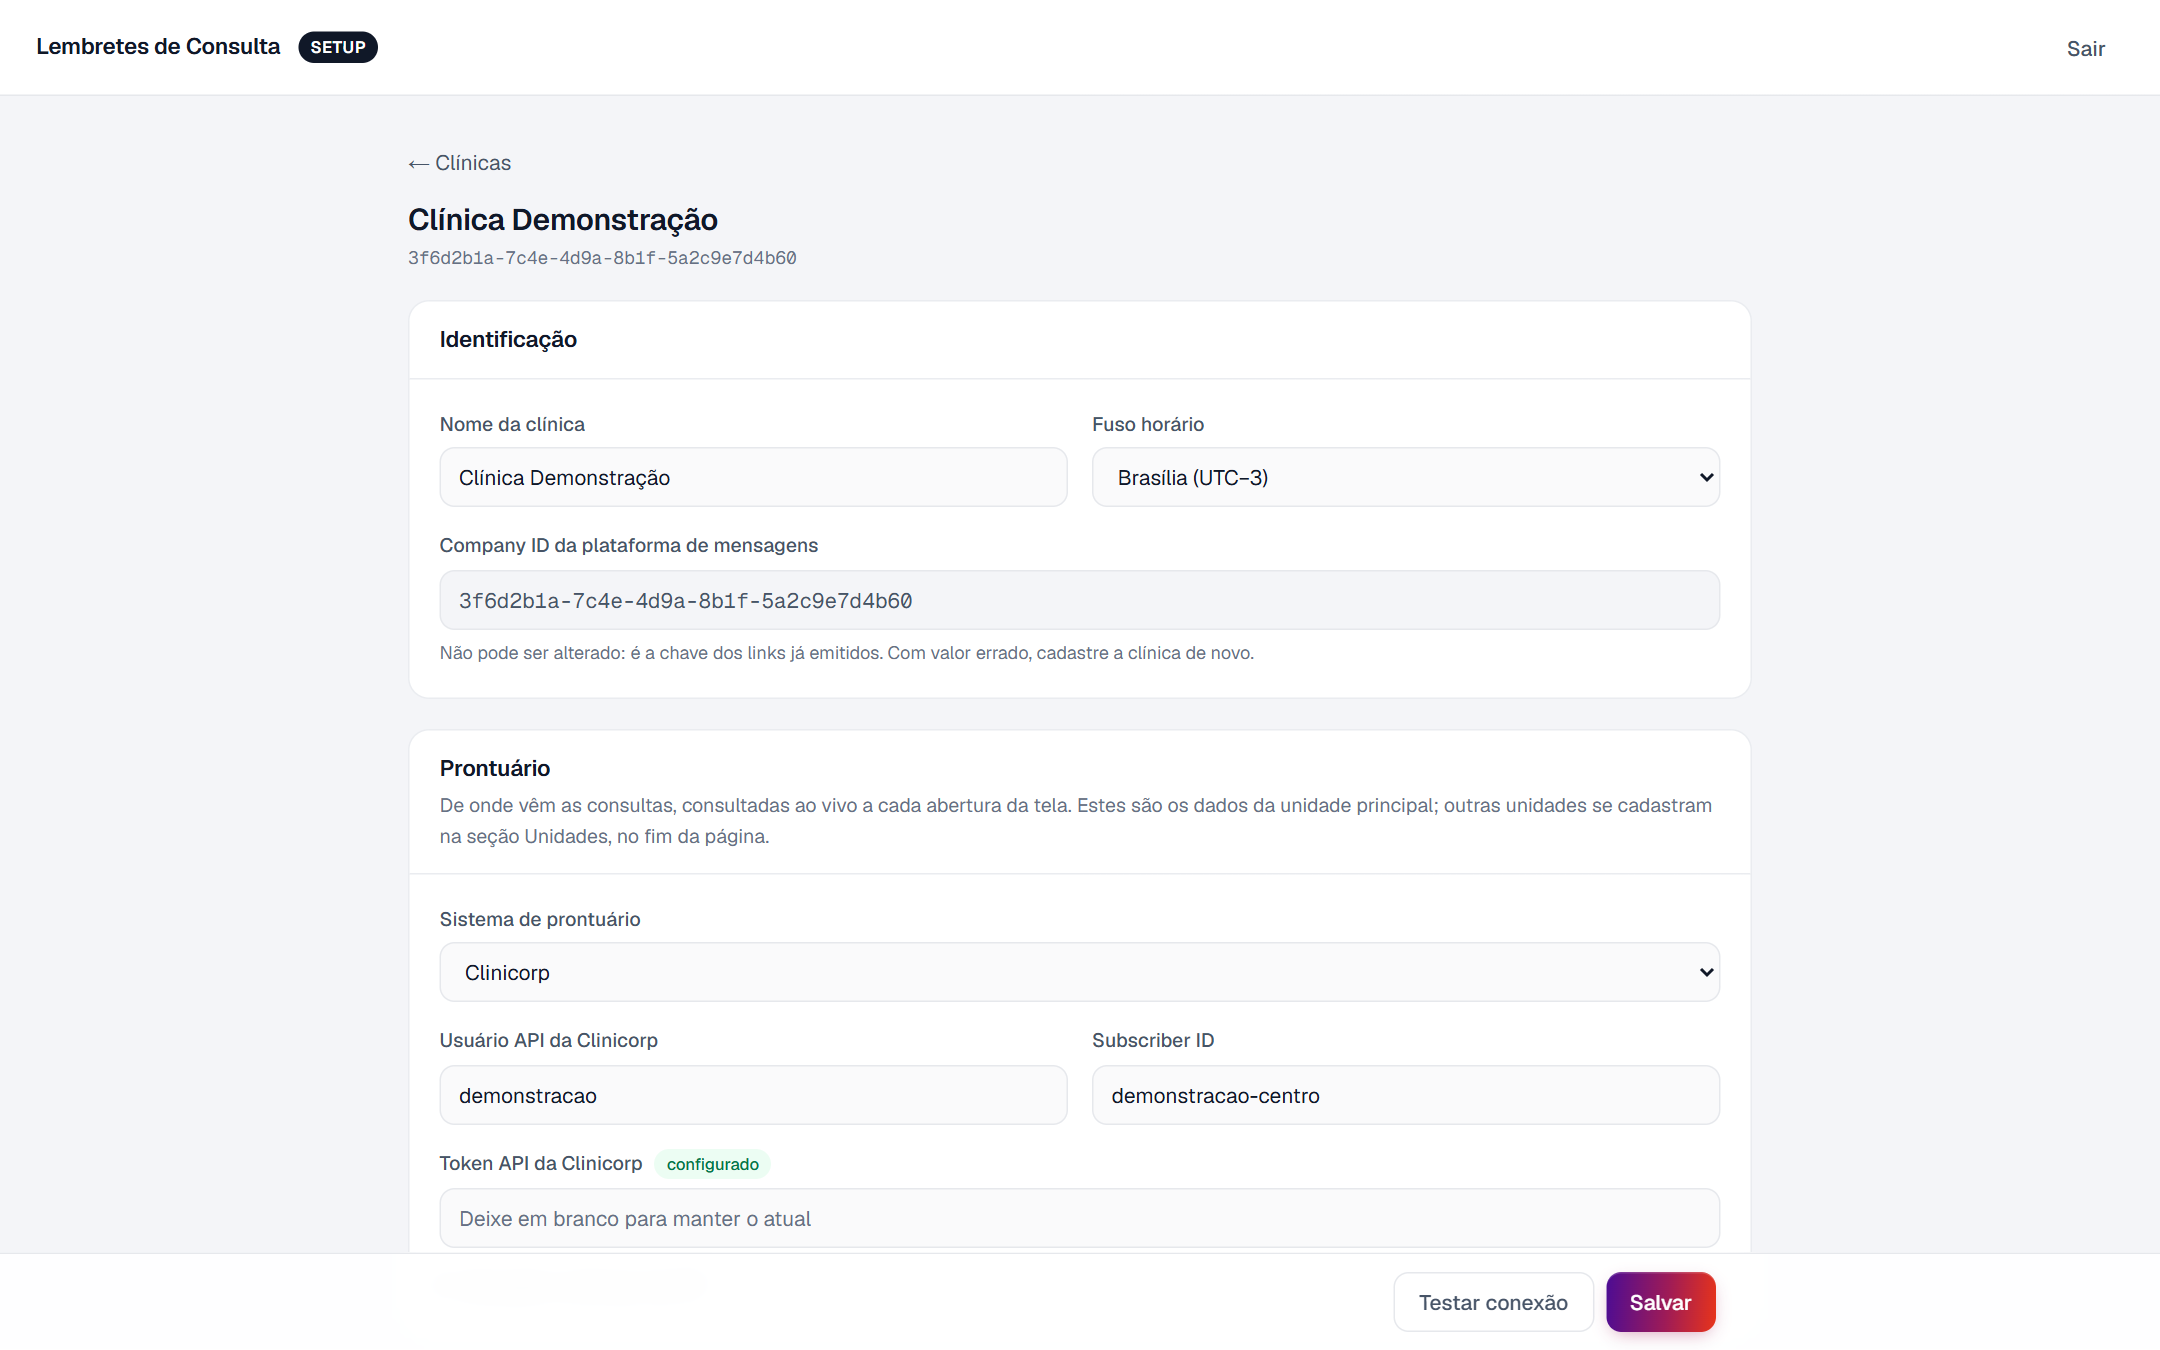 Lembretes de Consulta SETUP
Sair
← Clínicas
Clínica Demonstração
3f6d2b1a-7c4e-4d9a-8b1f-5a2c9e7d4b60
Identificação
Nome da clínica
Clínica Demonstração
Fuso horário
Brasília (UTC−3)
Company ID da plataforma de mensagens
3f6d2b1a-7c4e-4d9a-8b1f-5a2c9e7d4b60
Não pode ser alterado: é a chave dos links já emitidos. Com valor errado, cadastre a clínica de novo.
Prontuário
De onde vêm as consultas, consultadas ao vivo a cada abertura da tela. Estes são os dados da unidade principal; outras unidades se cadastram
na seção Unidades, no fim da página.
Sistema de prontuário
Clinicorp
Usuário API da Clinicorp
demonstracao
Subscriber ID
demonstracao-centro
Token API da Clinicorp configurado
Deixe em branco para manter o atual
Testar conexão
Salvar